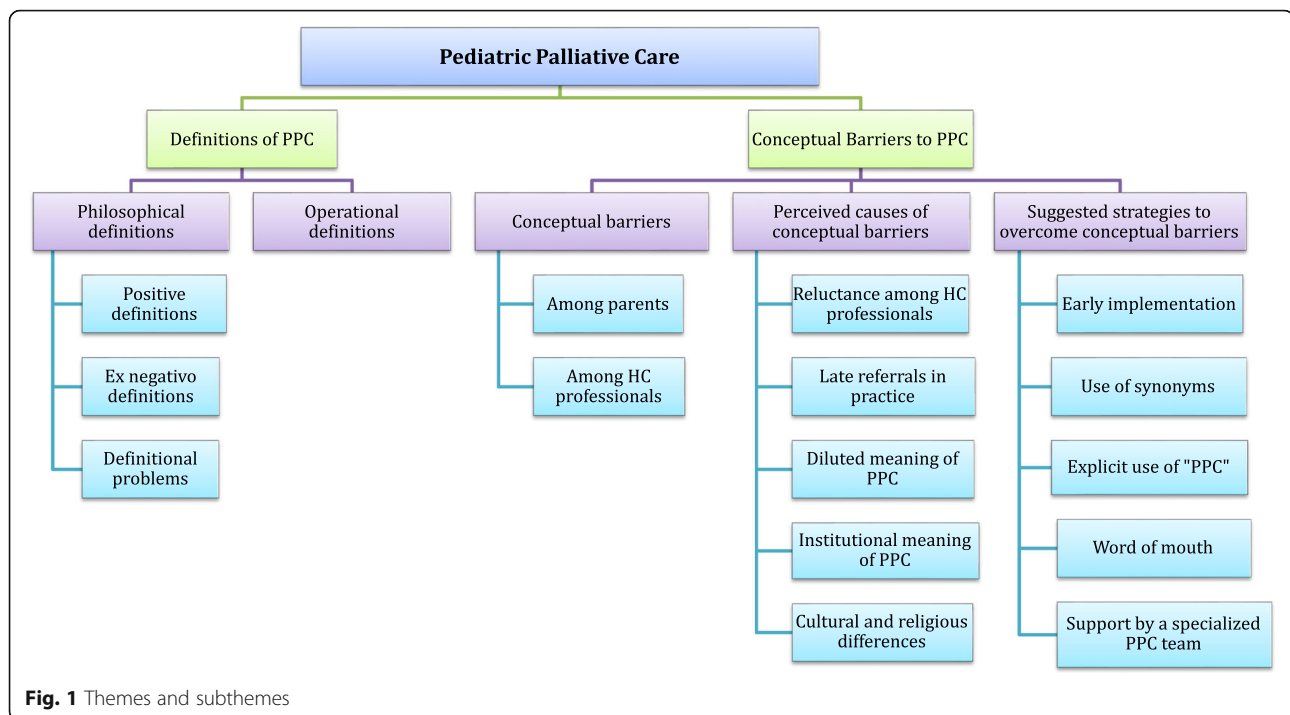 Pediatric Palliative Care
Definitions of PPC
Conceptual Barriers to PPC
Philosophical
definitions
Operational
definitions
Conceptual barriers
Perceived causes of
conceptual barriers
Suggested strategies to
overcome conceptual barriers
Positive
definitions
Ex negativo
definitions
Definitional
problems
Among parents
Among HC
professionals
Reluctance among HC
professionals
Late referrals in
practice
Diluted meaning of
PPC
Institutional meaning
of PPC
Cultural and religious
differences
Early implementation
Use of synonyms
Explicit use of "PPC"
Word of mouth
Support by a specialized
PPC team
Fig. 1 Themes and subthemes